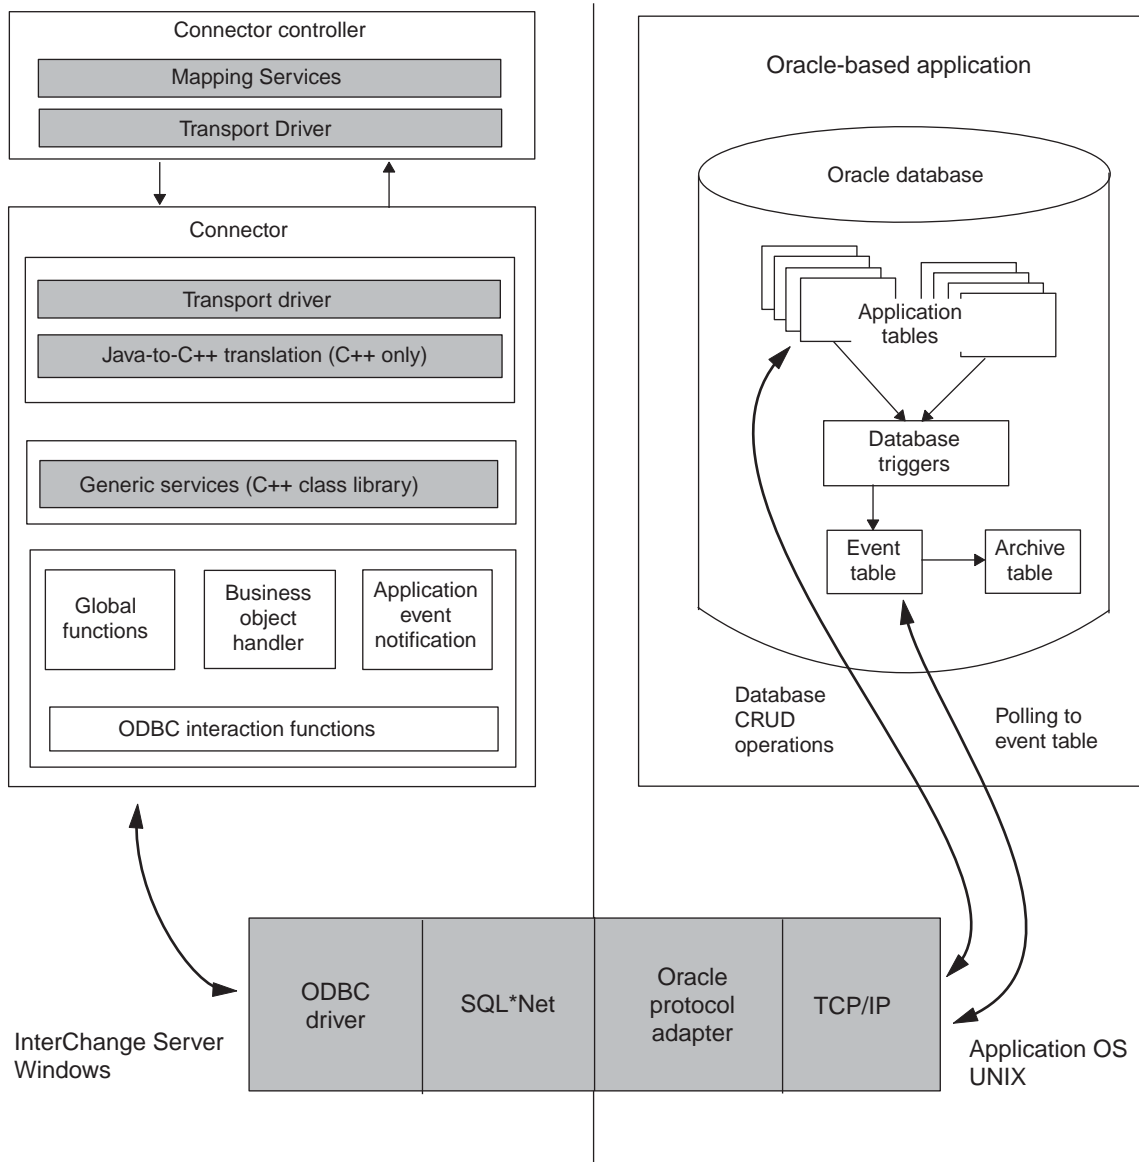 Connector controller
Mapping Services
Transport Driver
Connector
Transport driver
Java-to-C++ translation (C++ only)
Generic services (C++ class library)
Global
functions
Business
object
handler
Application
event
notification
ODBC interaction functions
Oracle-based application
Oracle database
Application
tables
Database
triggers
Event
table
Archive
table
Database
CRUD
operations
Polling to
event table
ODBC
driver
SQL*Net
Oracle
protocol
adapter
TCP/IP
InterChange Server
Windows
Application OS
UNIX